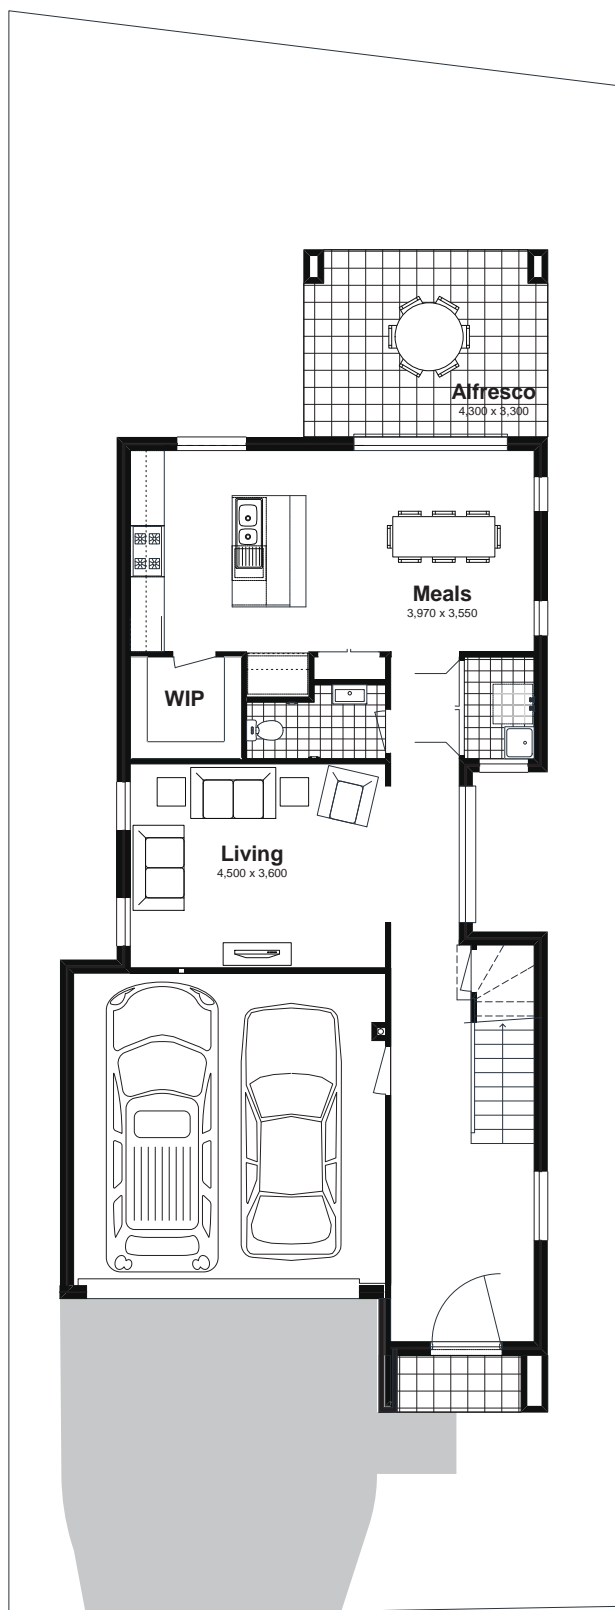 Alfresco
4,300 x 3,300
Meals
3,970 x 3,550
WIP
Living
4,500 x 3,600